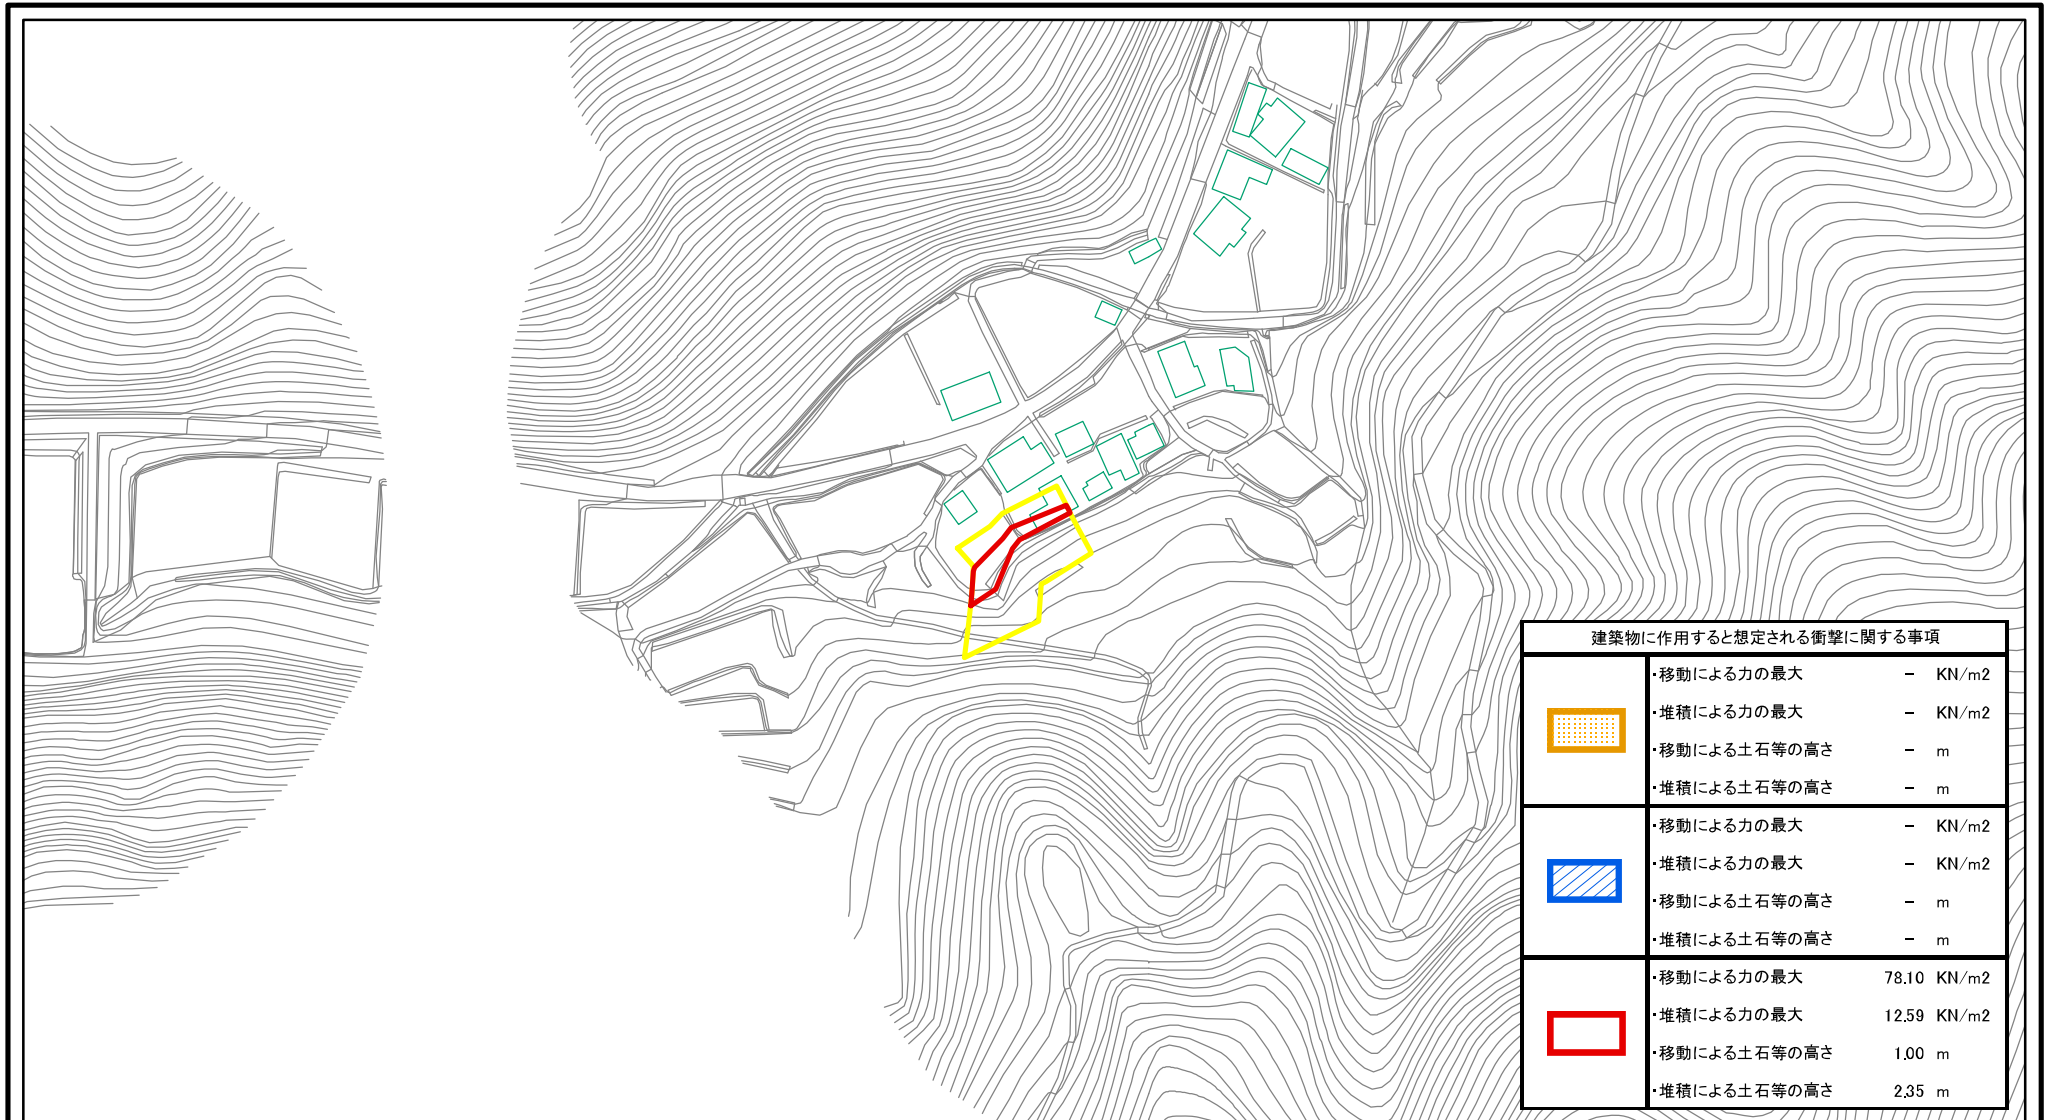 建築物に作用すると想定される衝撃に関する事項
・移動による力の最大 - KN/m2
・堆積による力の最大 - KN/m2
・移動による土石等の高さ - m
・堆積による土石等の高さ - m
・移動による力の最大 - KN/m2
・堆積による力の最大 - KN/m2
・移動による土石等の高さ - m
・堆積による土石等の高さ - m
・移動による力の最大 78.10 KN/m2
・堆積による力の最大 12.59 KN/m2
・移動による土石等の高さ 1.00 m
・堆積による土石等の高さ 2.35 m